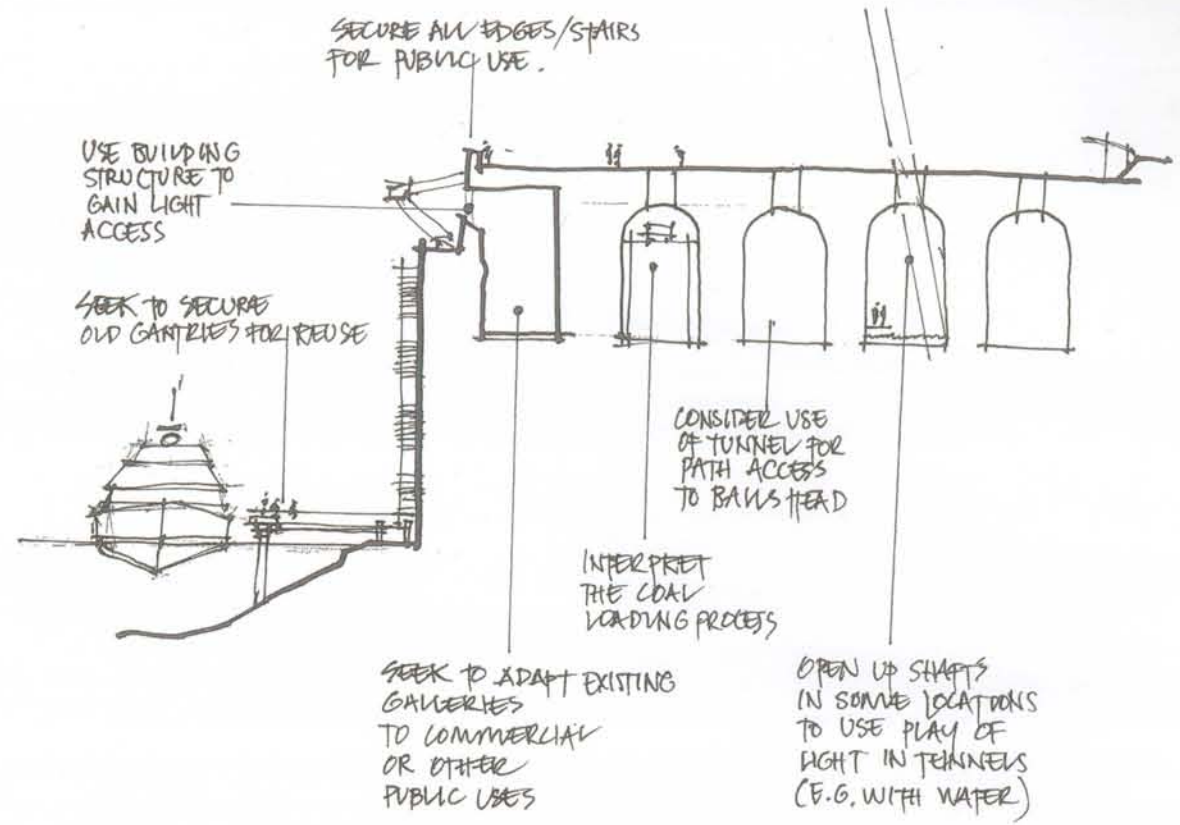 SECURE ALL EDGES/STAIRS
FOR PUBLIC USE.
USE BUILDING
STRUCTURE TO
GAIN LIGHT
ACCESS
SEEK TO SECURE
OLD GANTRIES FOR REUSE
CONSIDER USE
OF TUNNEL FOR
PATH ACCESS
TO BALLS HEAD
INTERPRET
THE COAL
LOADING PROCESS
SEEK TO ADAPT EXISTING
GALLERIES
TO COMMERCIAL
OR OTHER
PUBLIC USES
OPEN UP SHAFTS
IN SOME LOCATIONS
TO USE PLAY OF
LIGHT IN TUNNELS
(E.G. WITH WATER)